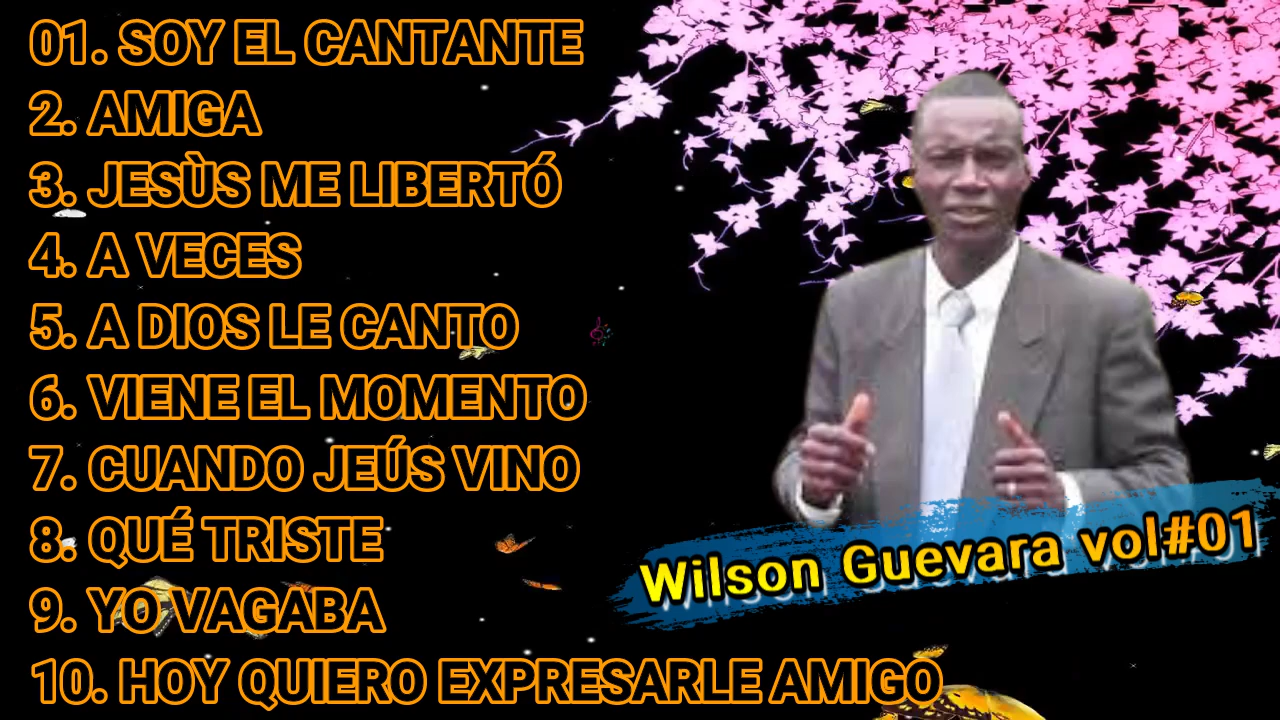 01. SOY EL CANTANTE
2. AMIGA
3. JESÙS ME LIBERTÓ
4. A VECES
5. A DIOS LE CANTO
6. VIENE EL MOMENTO
7. CUANDO JEÚS VINO
8. QUÉ TRISTE
9. YO VAGABA
10. HOY QUIERO EXPRESARLE AMIGO
Wilson Guevara vol#01